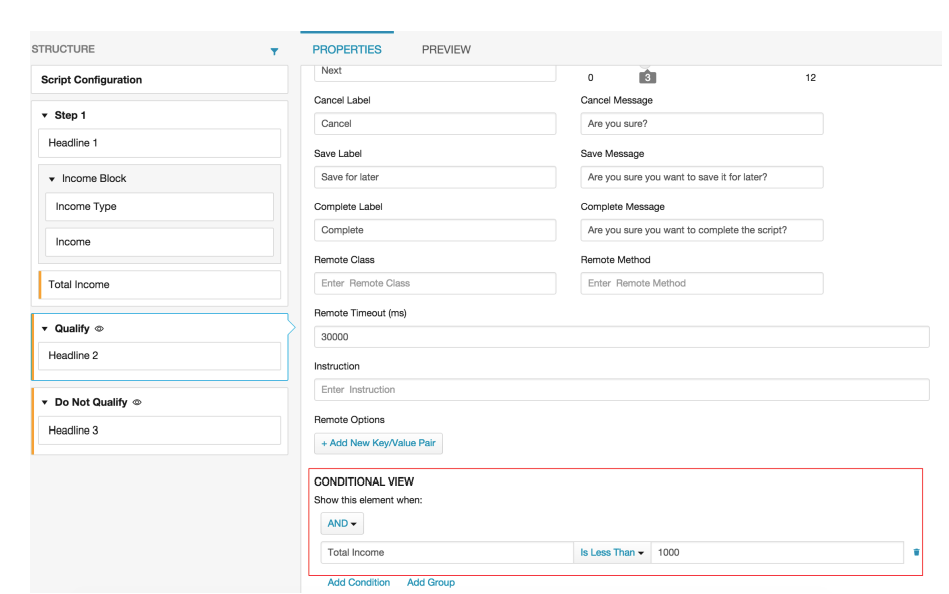 STRUCTURE
Script Configuration
Step 1
Headline 1
Income Block
Income Type
Income
Total Income
Qualify
Headline 2
Do Not Qualify
Headline 3
PROPERTIES PREVIEW
Next
0 3 12
Cancel Label Cancel Message
Cancel Are you sure?
Save Label Save Message
Save for later Are you sure you want to save it for later?
Complete Label Complete Message
Complete Are you sure you want to complete the script?
Remote Class Remote Method
Enter Remote Class Enter Remote Method
Remote Timeout (ms)
30000
Instruction
Enter Instruction
Remote Options
+ Add New Key/Value Pair
CONDITIONAL VIEW
Show this element when:
AND
Total Income Is Less Than 1000
Add Condition Add Group